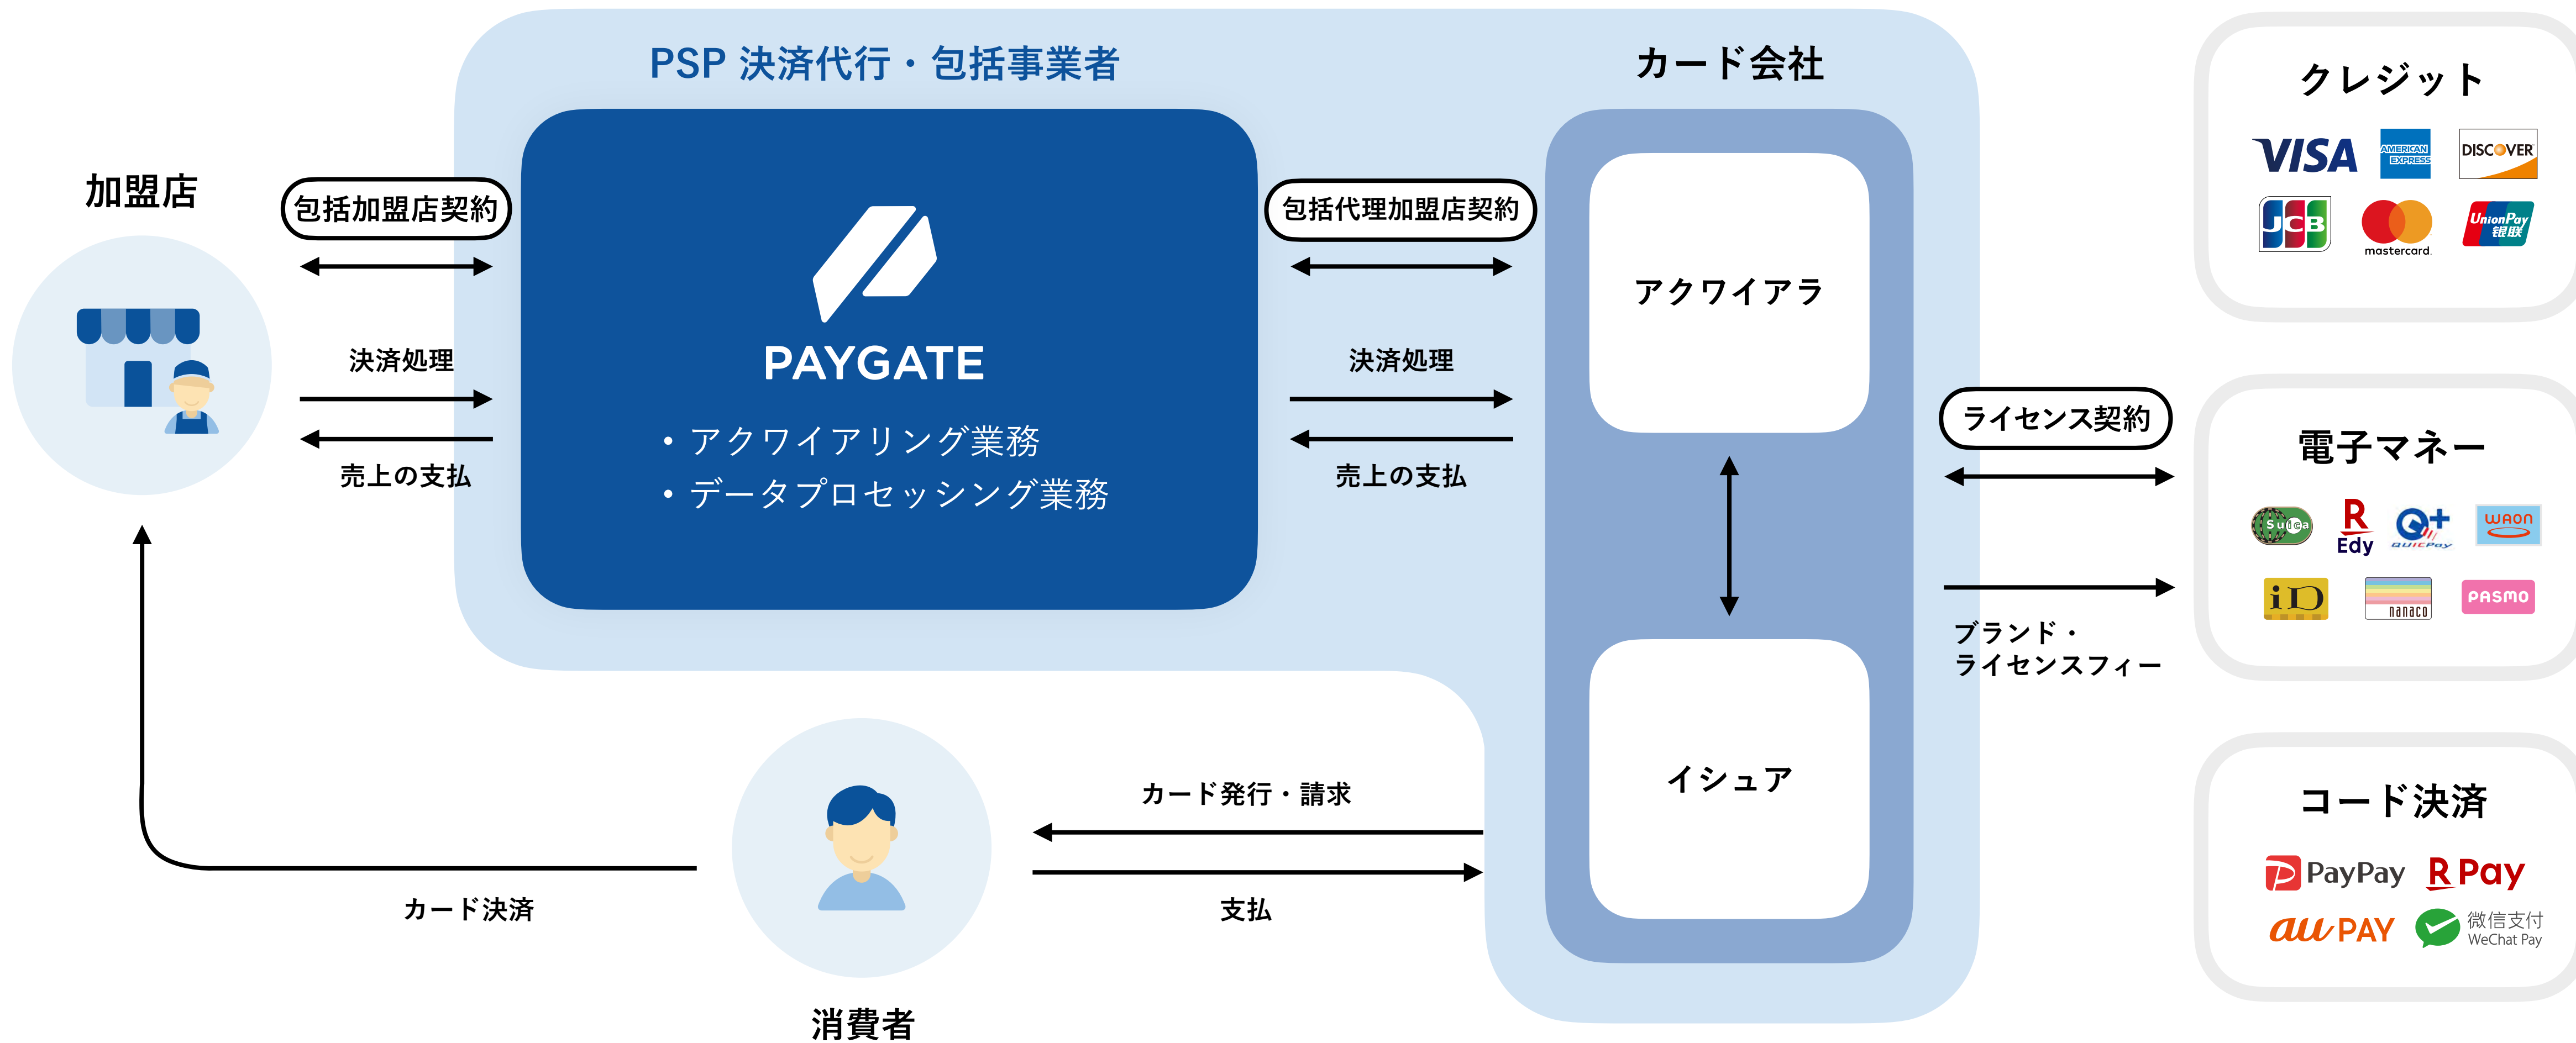 PSP 決済代行・包括事業者
カード会社
加盟店
包括加盟店契約
決済処理
売上の支払
PAYGATE
・アクワイアリング業務
・データプロセッシング業務
包括代理加盟店契約
決済処理
売上の支払
アクワイアラ
イシュア
ライセンス契約
ブランド・
ライセンスフィー
カード決済
消費者
カード発行・請求
支払
クレジット
VISA
AMERICAN
EXPRESS
DISCOVER
JCB
mastercard
UnionPay
银联
電子マネー
Suica
R
Edy
Q+
QUICPay
WAON
iD
nanaco
PASMO
コード決済
P PayPay
R Pay
au PAY
微信支付
WeChat Pay